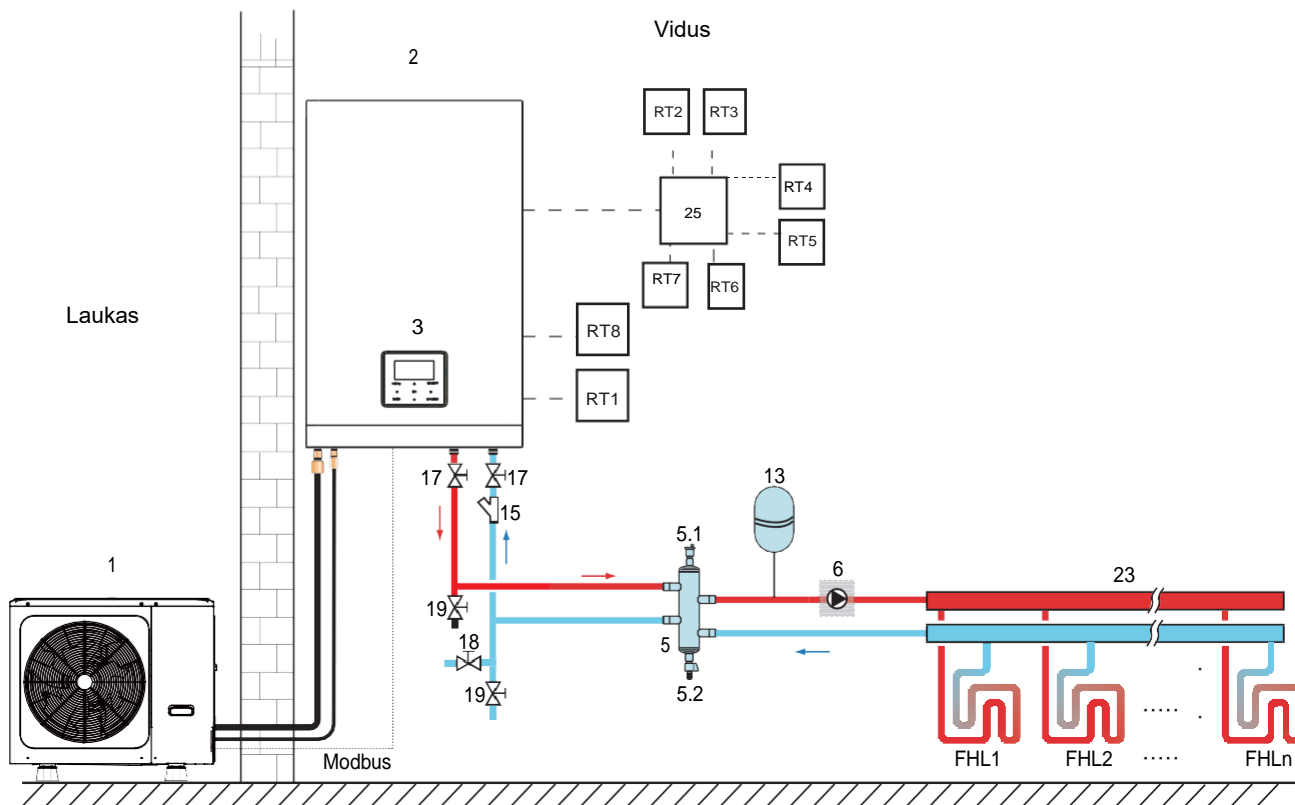 Vidus
2
RT2
RT3
RT4
25
RT5
RT7
RT6
Laukas
3
RT8
RT1
17
17
13
15
5.1
1
6
23
19
18
5
19
5.2
Modbus
FHL1
FHL2
.....
.....
.
FHLn